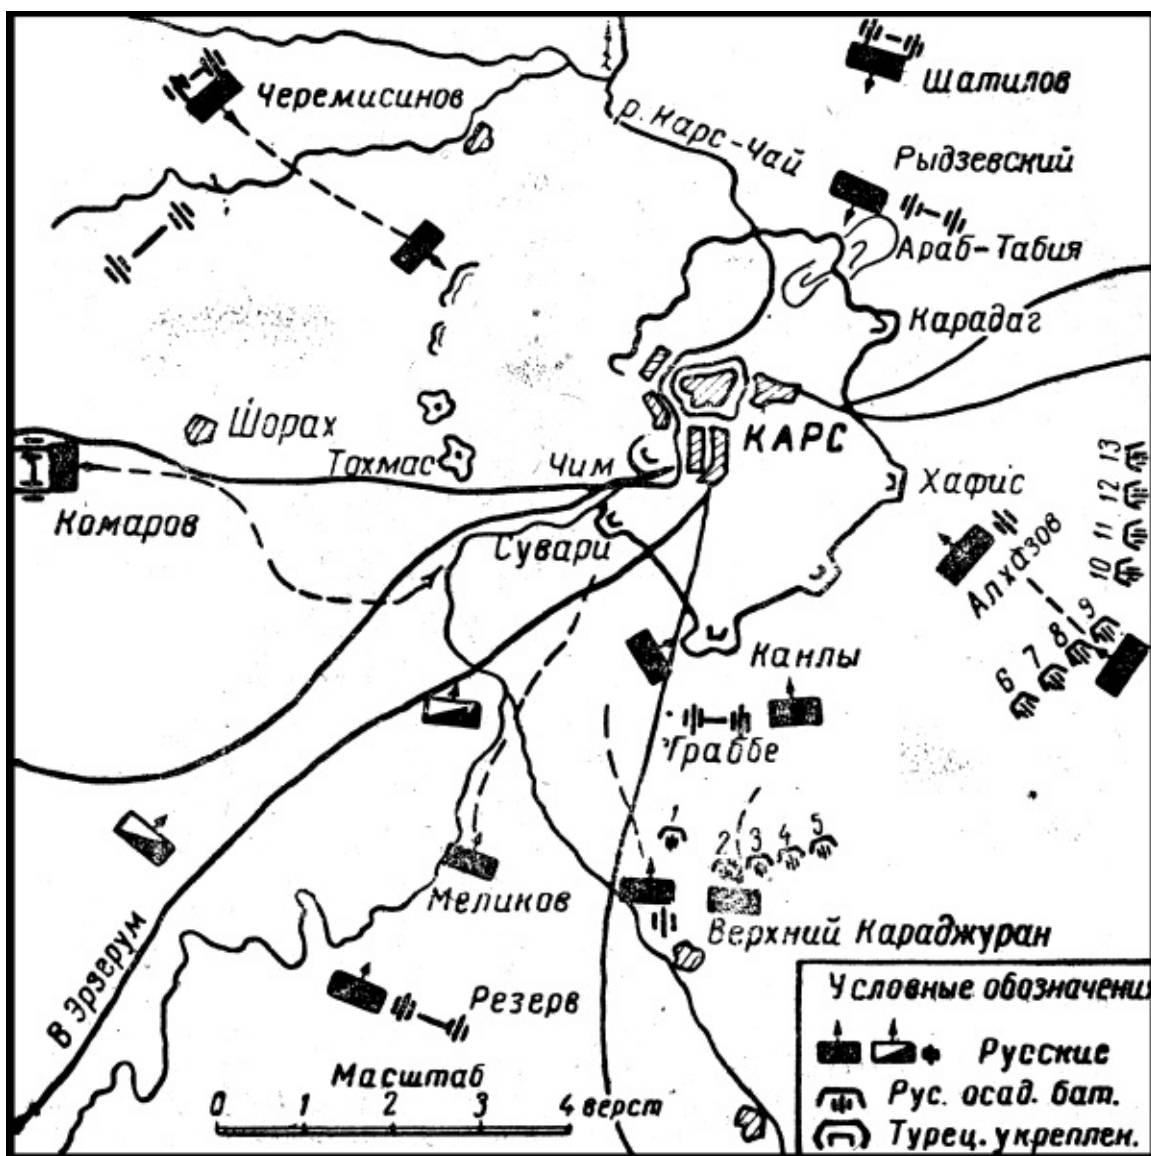 Шатилов
Черемисинов
р. Карс-Чай
Рыдзевский
Араб-Табия
Карадаг
Шорах
Тохмас
Чим
КАРС
Хафис
Комаров
Сувари
Алхазов
13
12
11
10
9
8
7
6
Канлы
Граббе
1
2
3
4
5
Меликов
Верхний Караджуран
В Эрзерум
Резерв
Масштаб
0 1 2 3 4 верст
Условные обозначения
Русские
Рус. осад. бат.
Турец. укреплен.